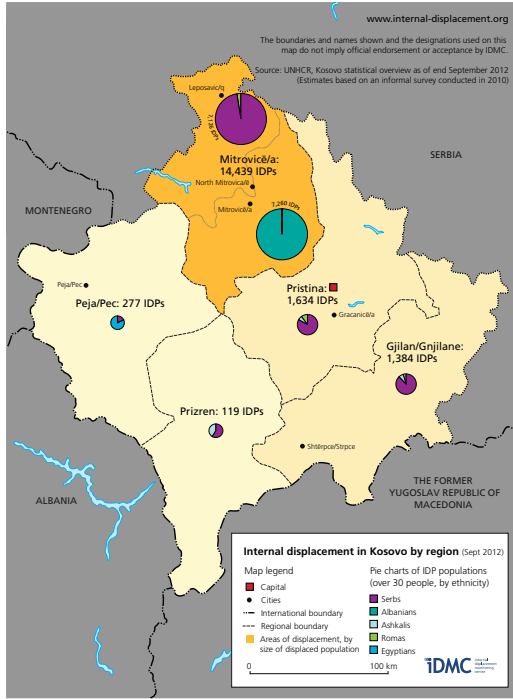 www.internal-displacement.org
The boundaries and names shown and the designations used on this
map do not imply official endorsement or acceptance by IDMC.
Source: UNHCR, Kosovo statistical overview as of end September 2012
(Estimates based on an informal survey conducted in 2010)
Leposavic/q
Mitrovicë/a:
14,439 IDPs
North Mitrovica/ë
Mitrovicë/a
7,260 IDPs
SERBIA
MONTENEGRO
Peja/Pec
Peja/Pec: 277 IDPs
Pristina:
1,634 IDPs
Gracanicë/a
Gjilan/Gnjilane:
1,384 IDPs
Prizren: 119 IDPs
Shtërpce/Strpce
ALBANIA
THE FORMER
YUGOSLAV REPUBLIC OF
MACEDONIA
Internal displacement in Kosovo by region (Sept 2012)
Map legend
Capital
Cities
International boundary
Regional boundary
Areas of displacement, by
size of displaced population
0 100 km
Pie charts of IDP populations
(over 30 people, by ethnicity)
Serbs
Albanians
Ashkalis
Romas
Egyptians
iDMC
internal
displacement
monitoring
centre